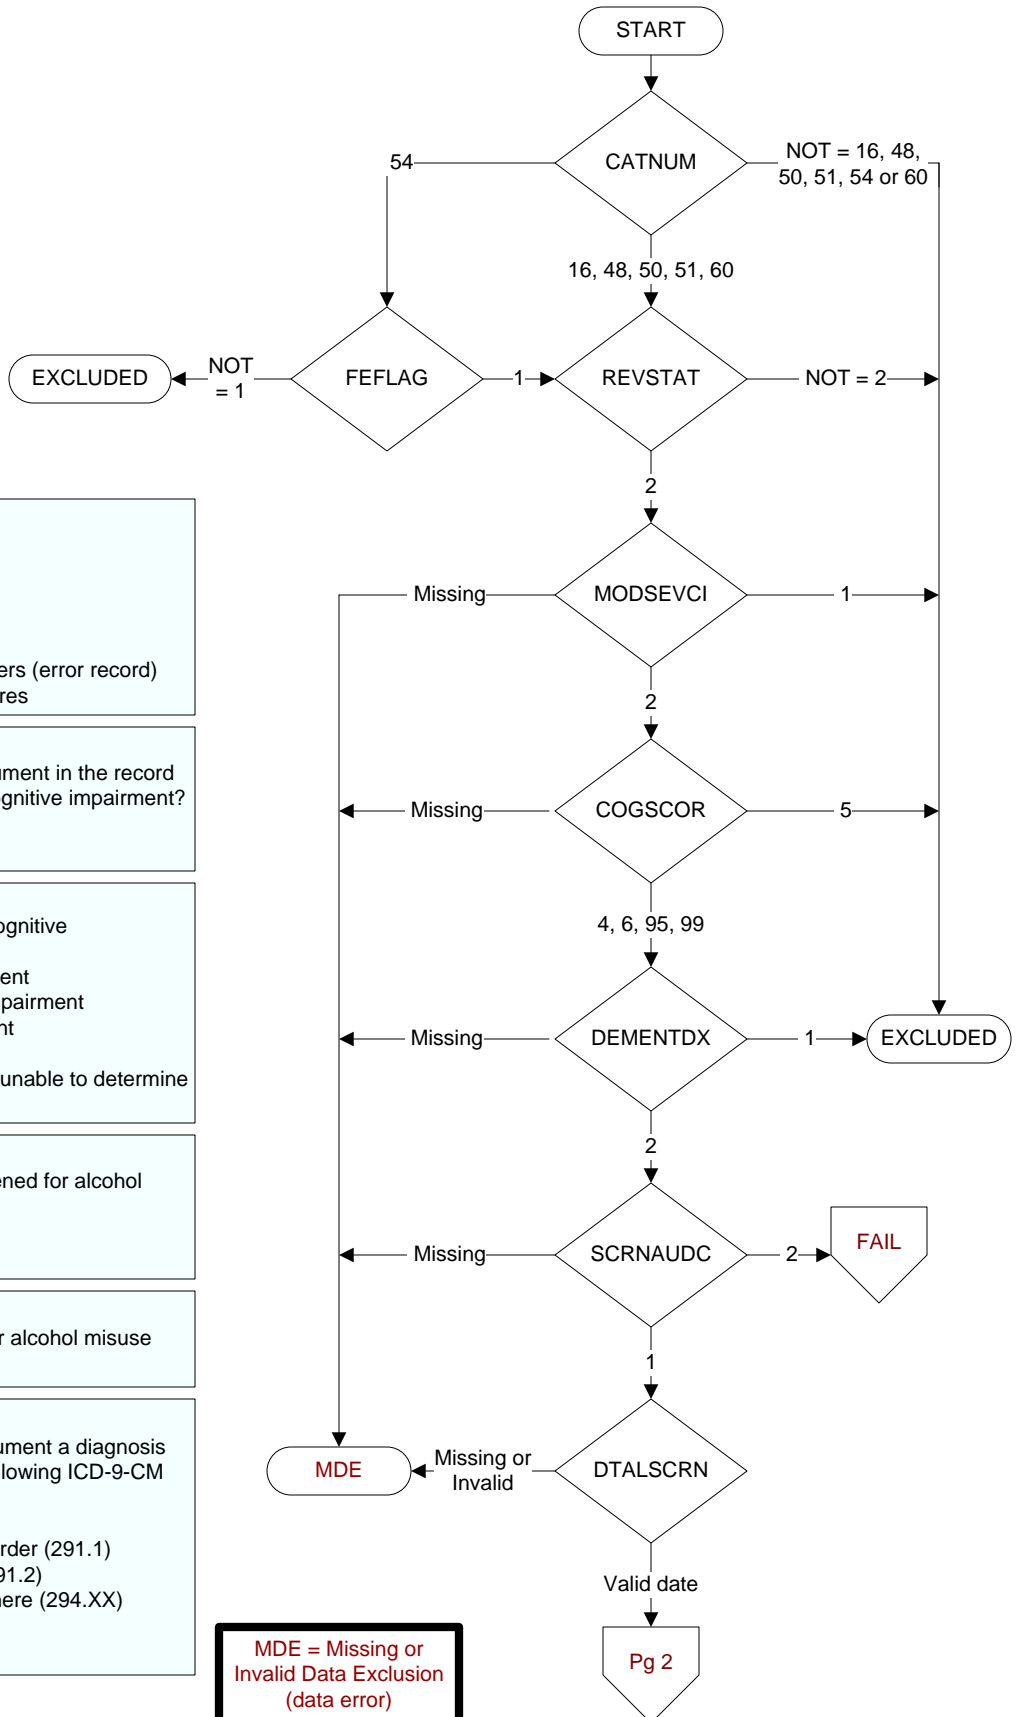 START
CATNUM
54
NOT = 16, 48,
50, 51, 54 or 60
16, 48, 50, 51, 60
EXCLUDED
NOT
= 1
FEFLAG
1
REVSTAT
NOT = 2
2
ers (error record)
res
Missing
MODSEVCI
1
2
ument in the record
ognitive impairment?
Missing
COGSCOR
5
4, 6, 95, 99
ognitive
ent
pairment
nt
unable to determine
Missing
DEMENTDX
1
EXCLUDED
2
ened for alcohol
Missing
SCRNAUDC
2
FAIL
1
r alcohol misuse
ument a diagnosis
llowing ICD-9-CM
rder (291.1)
91.2)
here (294.XX)
MDE
Missing or
Invalid
DTALSCRN
Valid date
Pg 2
MDE = Missing or
Invalid Data Exclusion
(data error)